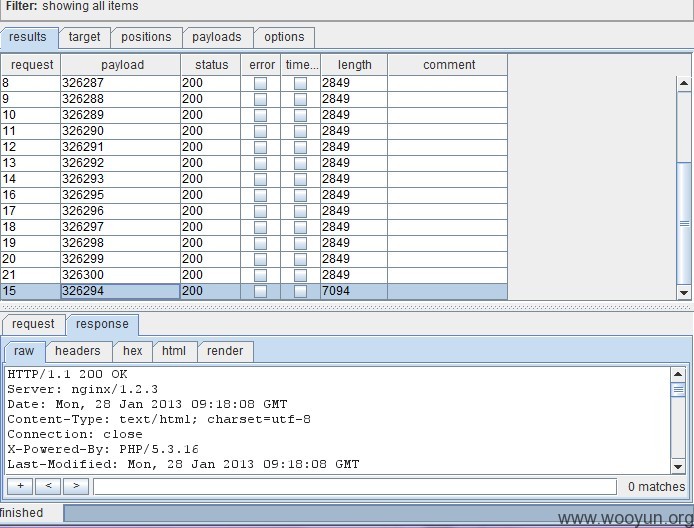 Filter: showing all items
results target positions payloads options
request payload status error time... length comment
8 326287 200 2849
9 326288 200 2849
10 326289 200 2849
11 326290 200 2849
12 326291 200 2849
13 326292 200 2849
14 326293 200 2849
16 326295 200 2849
17 326296 200 2849
18 326297 200 2849
19 326298 200 2849
20 326299 200 2849
21 326300 200 2849
15 326294 200 7094
request response
raw headers hex html render
HTTP/1.1 200 OK
Server: nginx/1.2.3
Date: Mon, 28 Jan 2013 09:18:08 GMT
Content-Type: text/html; charset=utf-8
Connection: close
X-Powered-By: PHP/5.3.16
Last-Modified: Mon, 28 Jan 2013 09:18:08 GMT
+ < > 0 matches
finished
www.wooyun.org